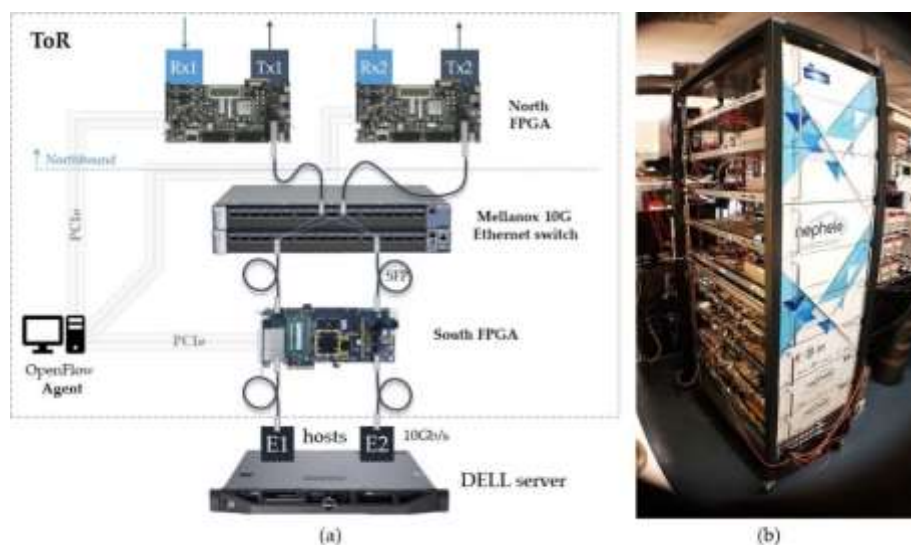 ToR
Rx1
Tx1
Rx2
Tx2
North
FPGA
Northbound
PCIe
Mellanox 10G
Ethernet switch
SFP
PCIe
South FPGA
OpenFlow
Agent
E1
hosts
E2
10Gb/s
DELL server
nephele
(a)
(b)